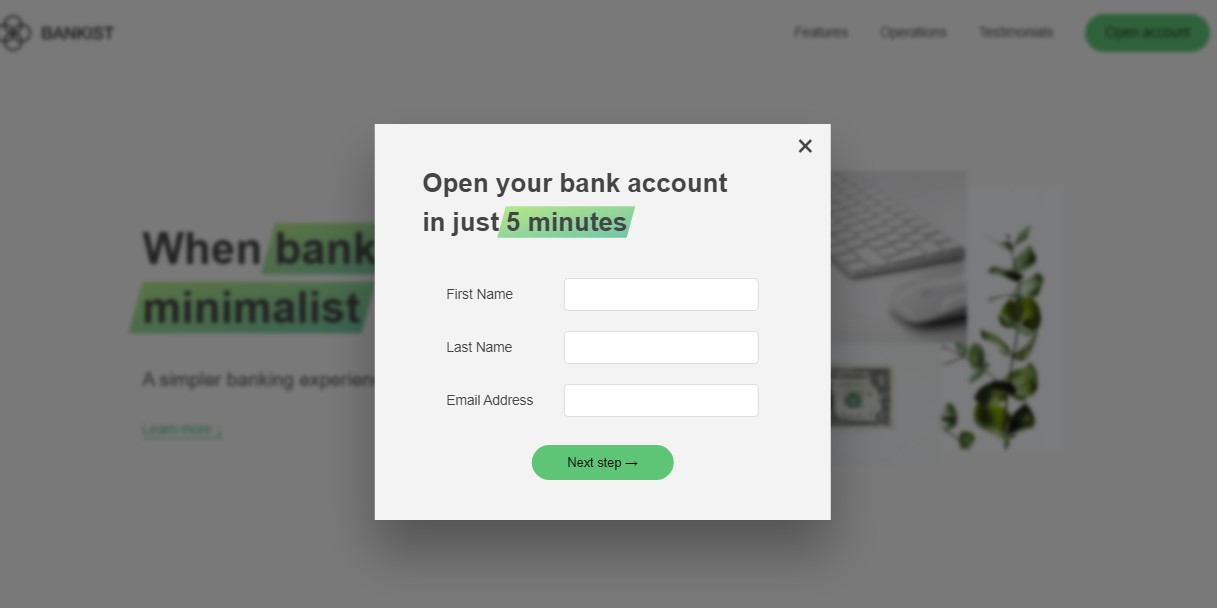 BANKIST
Features
Operations
Testimonials
Open account
×
Open your bank account
in just 5 minutes
When bank
minimalist
A simpler banking experien
Learn more ↓
First Name
Last Name
Email Address
Next step →